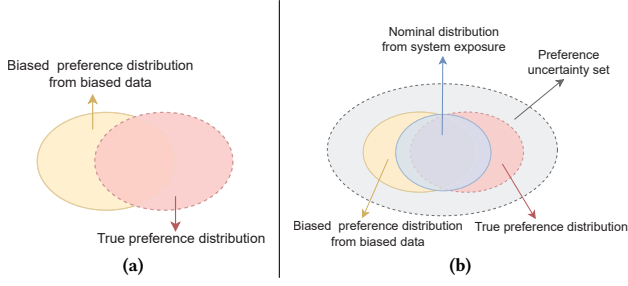 Biased preference distribution
from biased data
True preference distribution
(a)
Nominal distribution
from system exposure
Preference
uncertainty set
Biased preference distribution
from biased data
True preference distribution
(b)